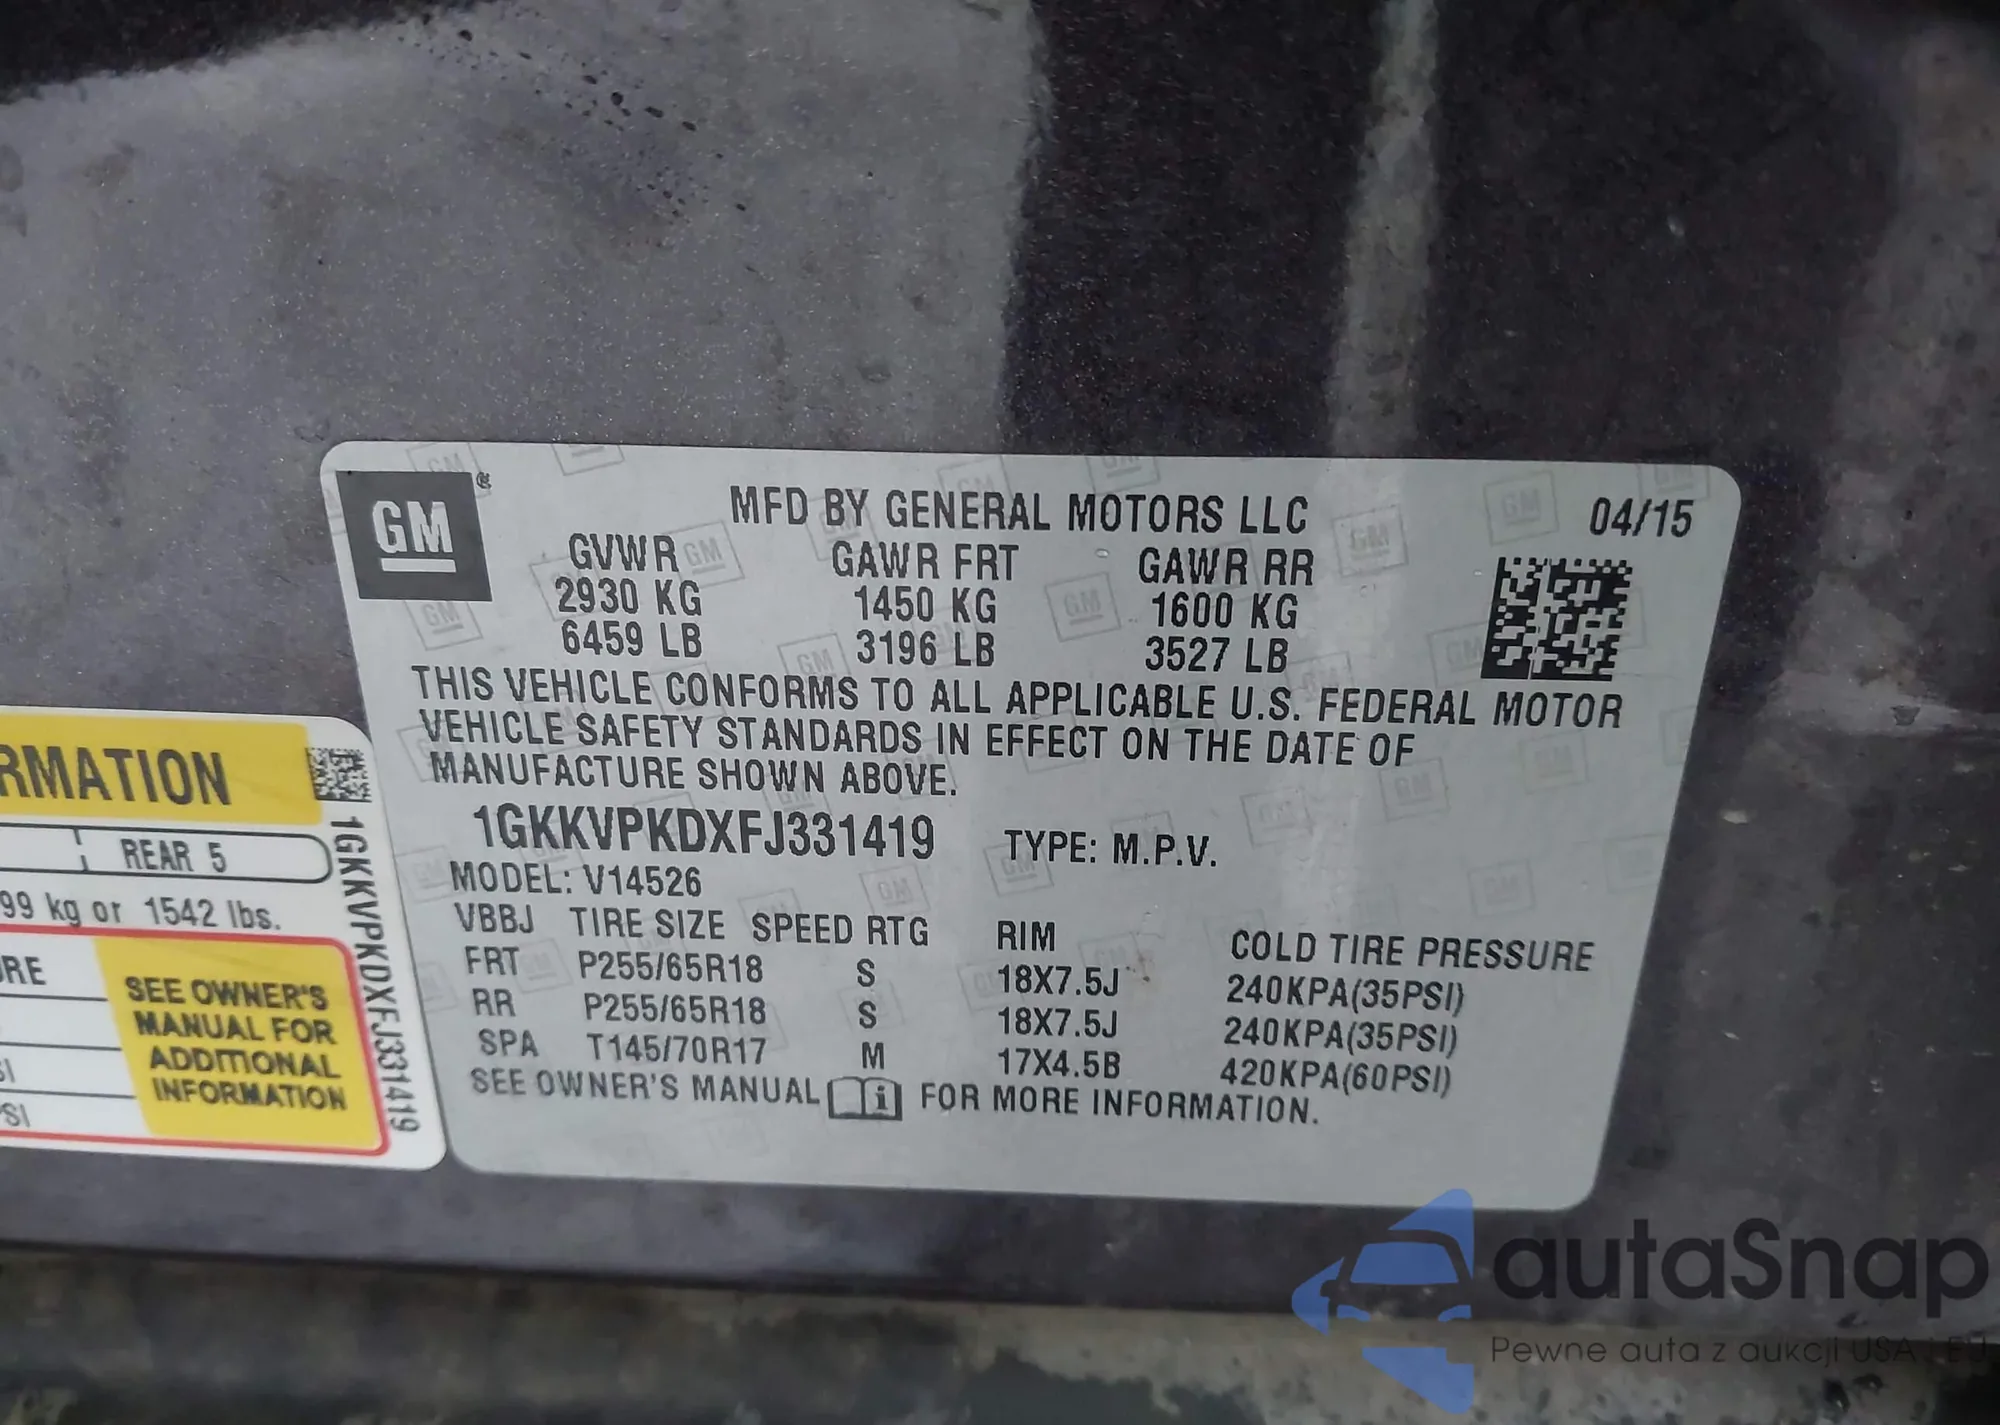 GM
MFD BY GENERAL MOTORS LLC 04/15
GVWR GAWR FRT GAWR RR
2930 KG 1450 KG 1600 KG
6459 LB 3196 LB 3527 LB
THIS VEHICLE CONFORMS TO ALL APPLICABLE U.S. FEDERAL MOTOR
VEHICLE SAFETY STANDARDS IN EFFECT ON THE DATE OF
MANUFACTURE SHOWN ABOVE.
1GKKVPKDXFJ331419 TYPE: M.P.V.
MODEL: V14526
VBBJ TIRE SIZE SPEED RTG RIM COLD TIRE PRESSURE
FRT P255/65R18 S 18X7.5J 240KPA(35PSI)
RR P255/65R18 S 18X7.5J 240KPA(35PSI)
SPA T145/70R17 M 17X4.5B 420KPA(60PSI)
SEE OWNER'S MANUAL i FOR MORE INFORMATION.
RMATION
REAR 5
99 kg or 1542 lbs.
RE
SEE OWNER'S
MANUAL FOR
ADDITIONAL
INFORMATION
SI
1GKKVPKDXFJ331419
autaSnap
Pewne auta z aukcji USA i EU